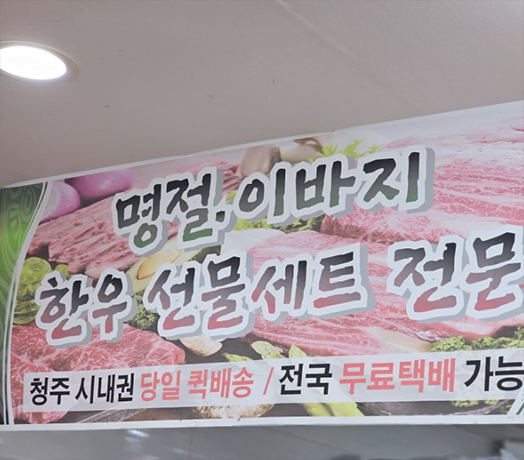 명절, 이바지
한우 선물세트 전문
청주 시내권 당일 퀵배송 / 전국 무료택배 가능